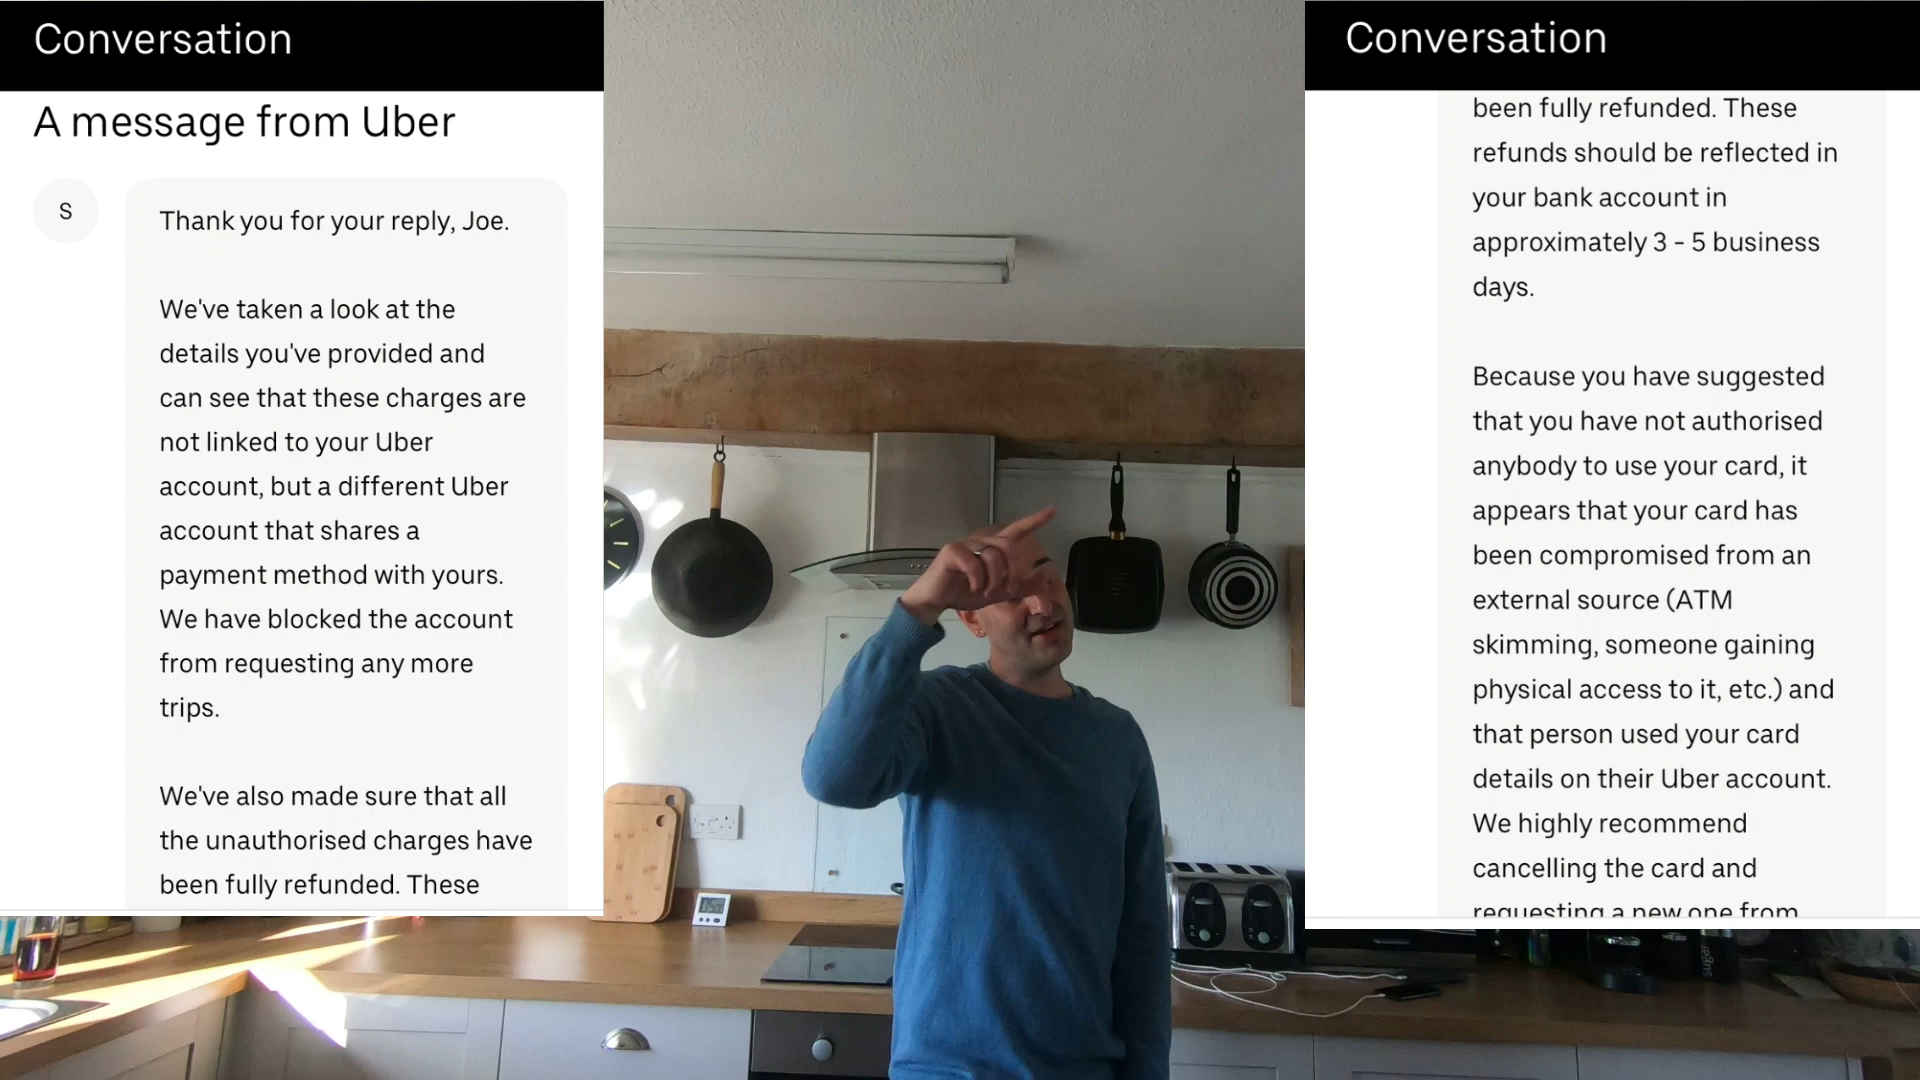 Conversation
A message from Uber
S
Thank you for your reply, Joe.
We've taken a look at the
details you've provided and
can see that these charges are
not linked to your Uber
account, but a different Uber
account that shares a
payment method with yours.
We have blocked the account
from requesting any more
trips.
We've also made sure that all
the unauthorised charges have
been fully refunded. These
Conversation
been fully refunded. These
refunds should be reflected in
your bank account in
approximately 3 - 5 business
days.
Because you have suggested
that you have not authorised
anybody to use your card, it
appears that your card has
been compromised from an
external source (ATM
skimming, someone gaining
physical access to it, etc.) and
that person used your card
details on their Uber account.
We highly recommend
cancelling the card and
requesting a new one from